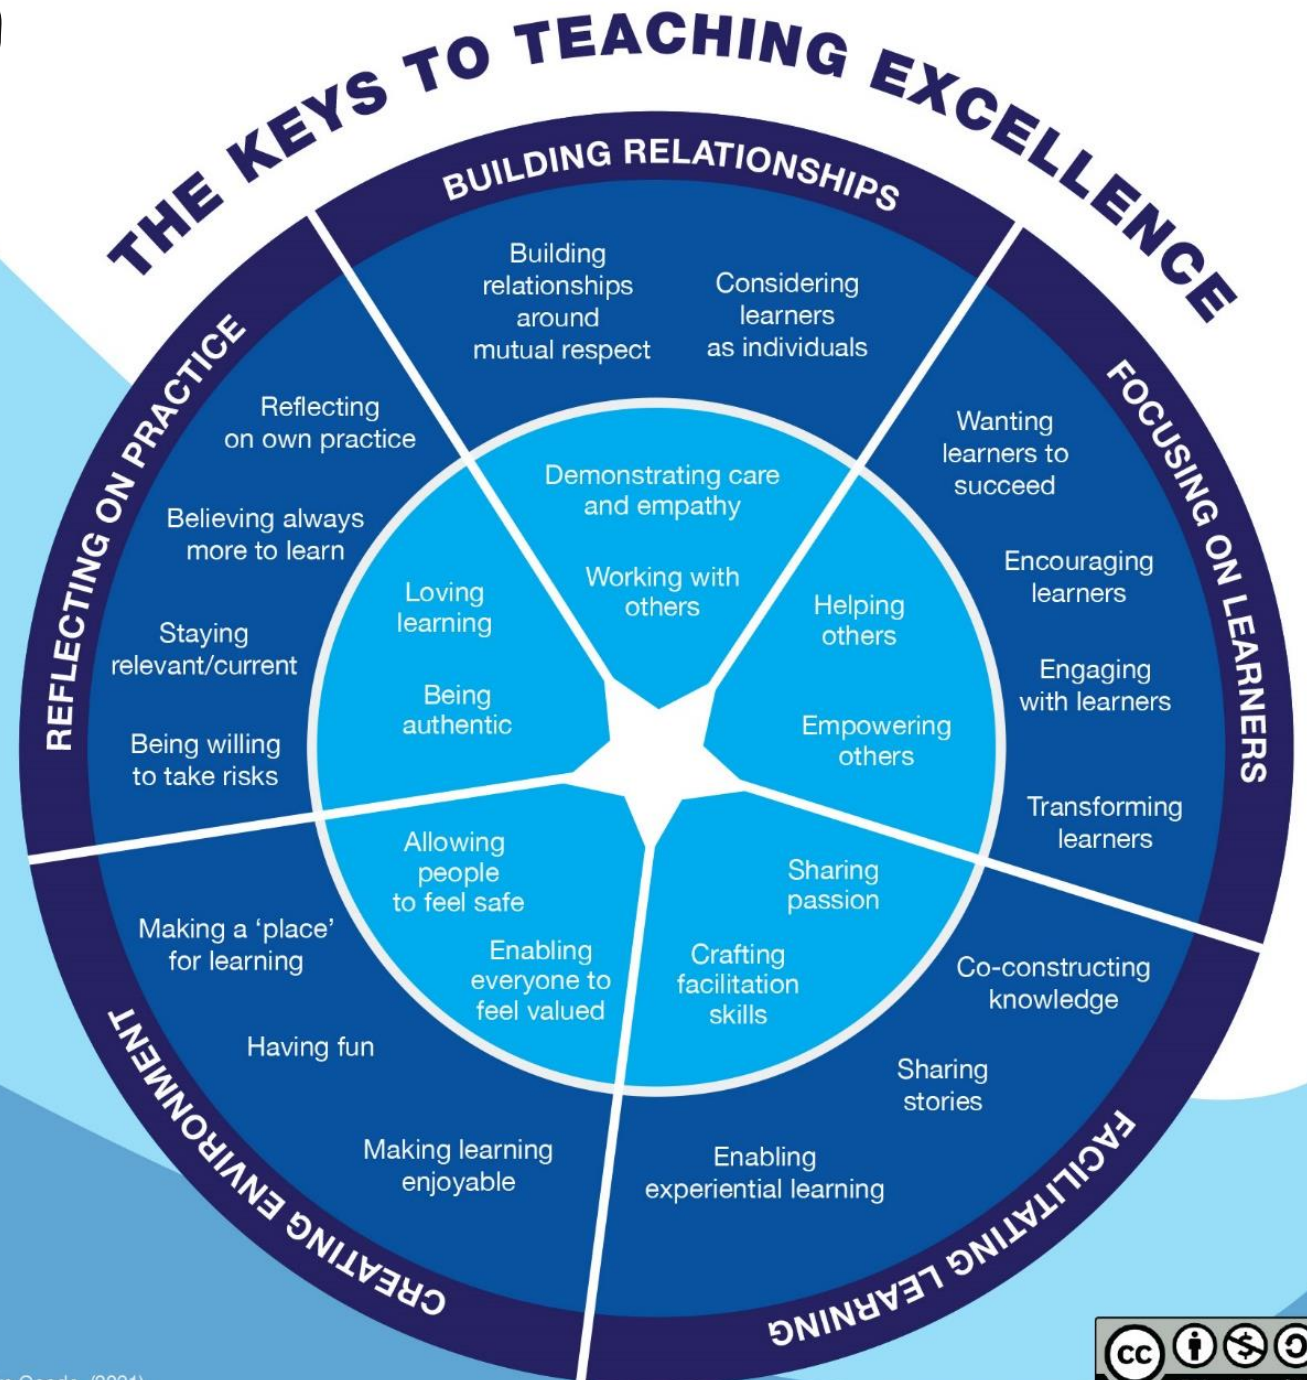 THE KEYS TO TEACHING EXCELLENCE
BUILDING RELATIONSHIPS
Building
relationships
around
mutual respect
Considering
learners
as individuals
Demonstrating care
and empathy
Working with
others
FOCUSING ON LEARNERS
Wanting
learners to
succeed
Encouraging
learners
Engaging
with learners
Transforming
learners
Helping
others
Empowering
others
FACILITATING LEARNING
Co-constructing
knowledge
Sharing
stories
Enabling
experiential learning
Sharing
passion
Crafting
facilitation
skills
CREATING ENVIRONMENT
Making a ‘place’
for learning
Having fun
Making learning
enjoyable
Allowing
people
to feel safe
Enabling
everyone to
feel valued
REFLECTING ON PRACTICE
Reflecting
on own practice
Believing always
more to learn
Staying
relevant/current
Being willing
to take risks
Loving
learning
Being
authentic
cc